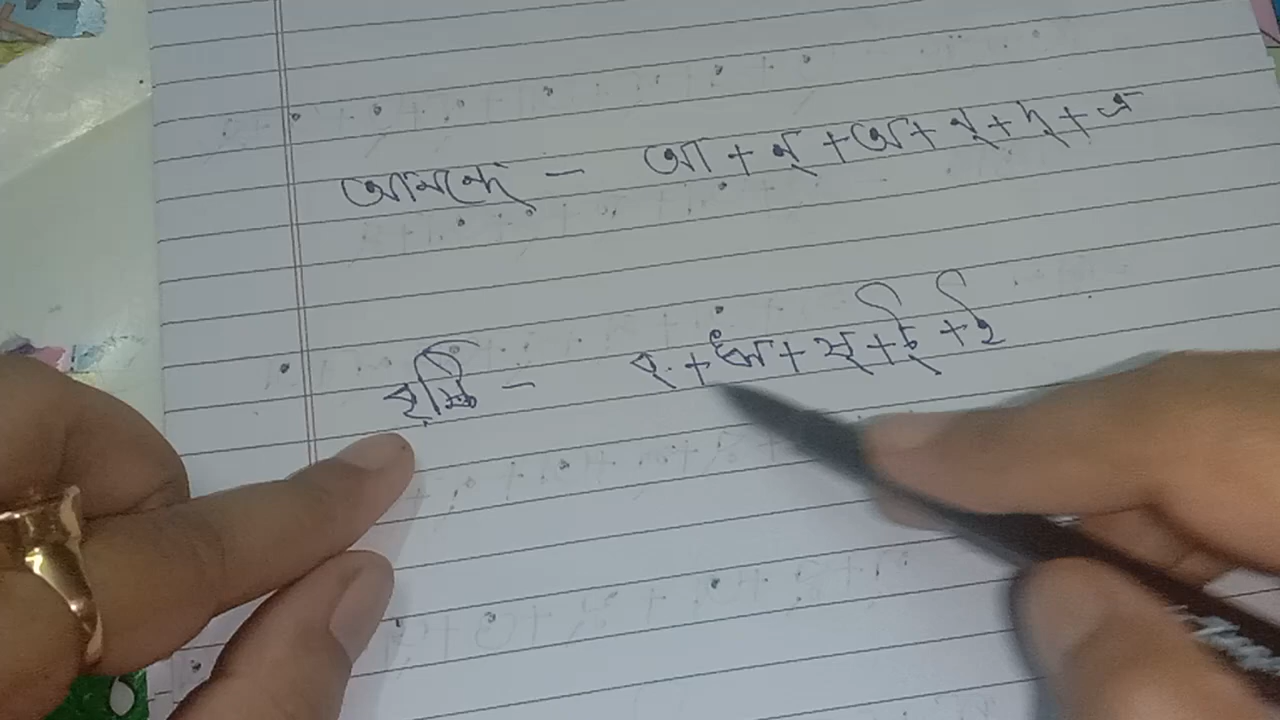 আনন্দে - আ + ন্ + অ + ন্ + দ্ + এ
বৃষ্টি - ব্ + ঋ + ষ্ + ট্ + ই